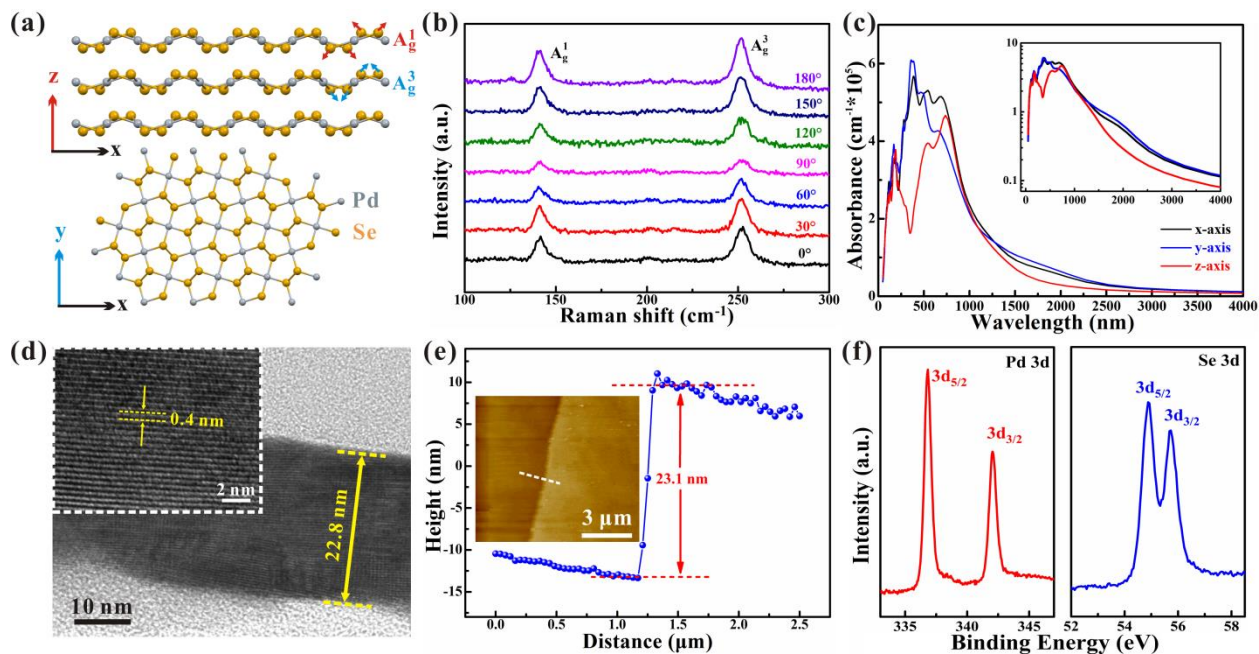 (a)
A_g^1
A_g^3
z
x
Pd
Se
y
x
(b)
Intensity (a.u.)
A_g^1
A_g^3
180°
150°
120°
90°
60°
30°
0°
100 150 200 250 300
Raman shift (cm⁻¹)
(c)
Absorbance (cm⁻¹*10⁵)
6
5
4
3
2
1
0
10
1
0.1
0 1000 2000 3000 4000
x-axis
y-axis
z-axis
0 500 1000 1500 2000 2500 3000 3500 4000
Wavelength (nm)
(d)
0.4 nm
2 nm
22.8 nm
10 nm
(e)
Height (nm)
10
5
0
-5
-10
-15
23.1 nm
3 μm
0.0 0.5 1.0 1.5 2.0 2.5
Distance (μm)
(f)
Intensity (a.u.)
Pd 3d
3d₅/₂
3d₃/₂
335 340 345
Se 3d
3d₅/₂
3d₃/₂
52 54 56 58
Binding Energy (eV)